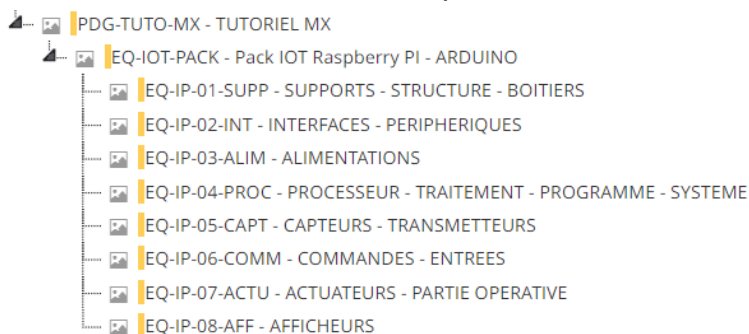 PDG-TUTO-MX - TUTORIEL MX
EQ-IOT-PACK - Pack IOT Raspberry PI - ARDUINO
EQ-IP-01-SUPP - SUPPORTS - STRUCTURE - BOITIERS
EQ-IP-02-INT - INTERFACES - PERIPHERIQUES
EQ-IP-03-ALIM - ALIMENTATIONS
EQ-IP-04-PROC - PROCESSEUR - TRAITEMENT - PROGRAMME - SYSTEME
EQ-IP-05-CAPT - CAPTEURS - TRANSMETTEURS
EQ-IP-06-COMM - COMMANDES - ENTREES
EQ-IP-07-ACTU - ACTUATEURS - PARTIE OPERATIVE
EQ-IP-08-AFF - AFFICHEURS